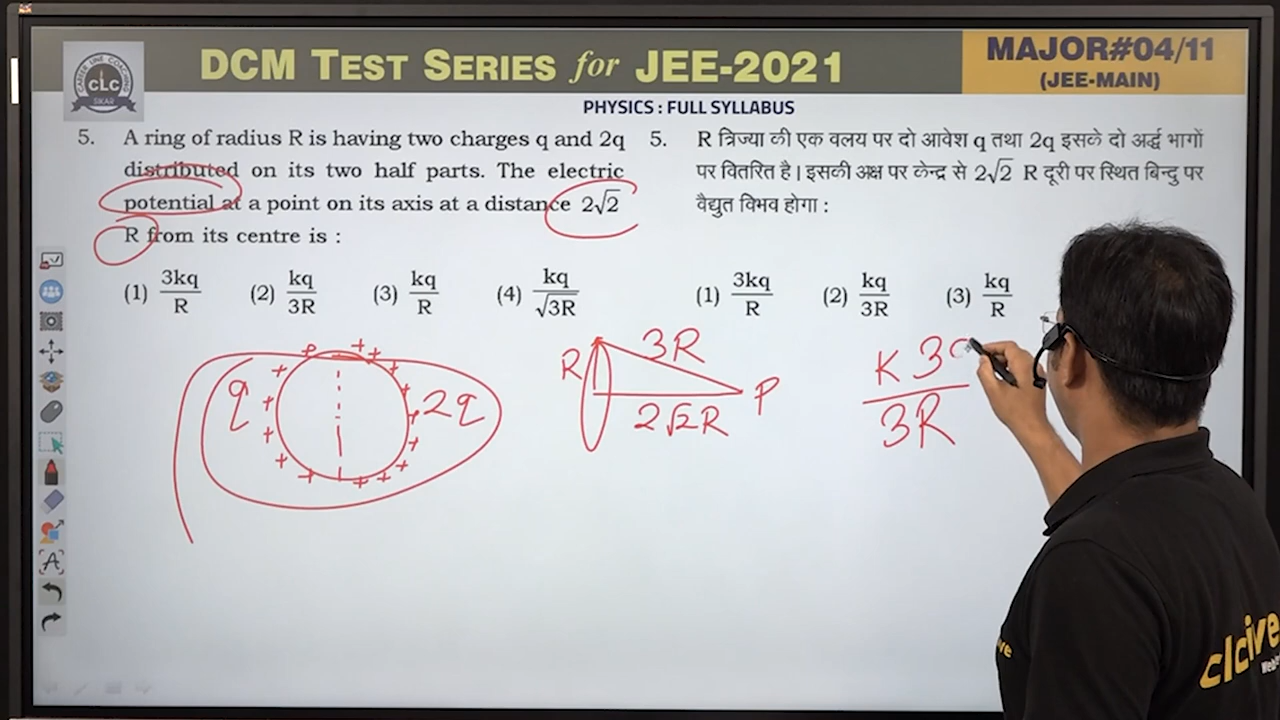 CLC
SIKAR
DCM TEST SERIES for JEE-2021
MAJOR#04/11
(JEE-MAIN)
PHYSICS : FULL SYLLABUS
5. A ring of radius R is having two charges q and 2q
distributed on its two half parts. The electric
potential at a point on its axis at a distance 2√2
R from its centre is :
(1) 3kq/R (2) kq/3R (3) kq/R (4) kq/√3R
5. R त्रिज्या की एक वलय पर दो आवेश q तथा 2q इसके दो अर्द्ध भागों
पर वितरित है। इसकी अक्ष पर केन्द्र से 2√2 R दूरी पर स्थित बिन्दु पर
वैद्युत विभव होगा :
(1) 3kq/R (2) kq/3R (3) kq/R
q 2q
R 3R
2√2R P
K 3
3R
clcive